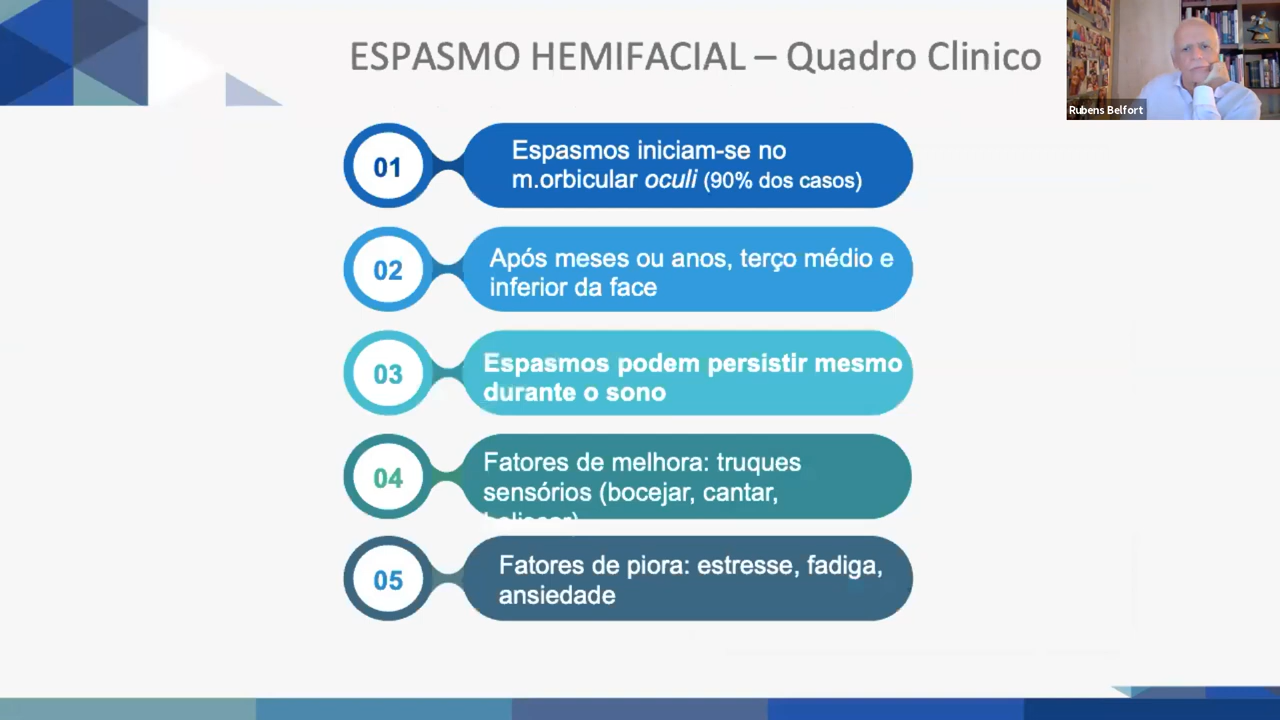 ESPASMO HEMIFACIAL – Quadro Clinico
Rubens Belfort
01
Espasmos iniciam-se no
m.orbicular oculi (90% dos casos)
02
Após meses ou anos, terço médio e
inferior da face
03
Espasmos podem persistir mesmo
durante o sono
04
Fatores de melhora: truques
sensórios (bocejar, cantar,
05
Fatores de piora: estresse, fadiga,
ansiedade